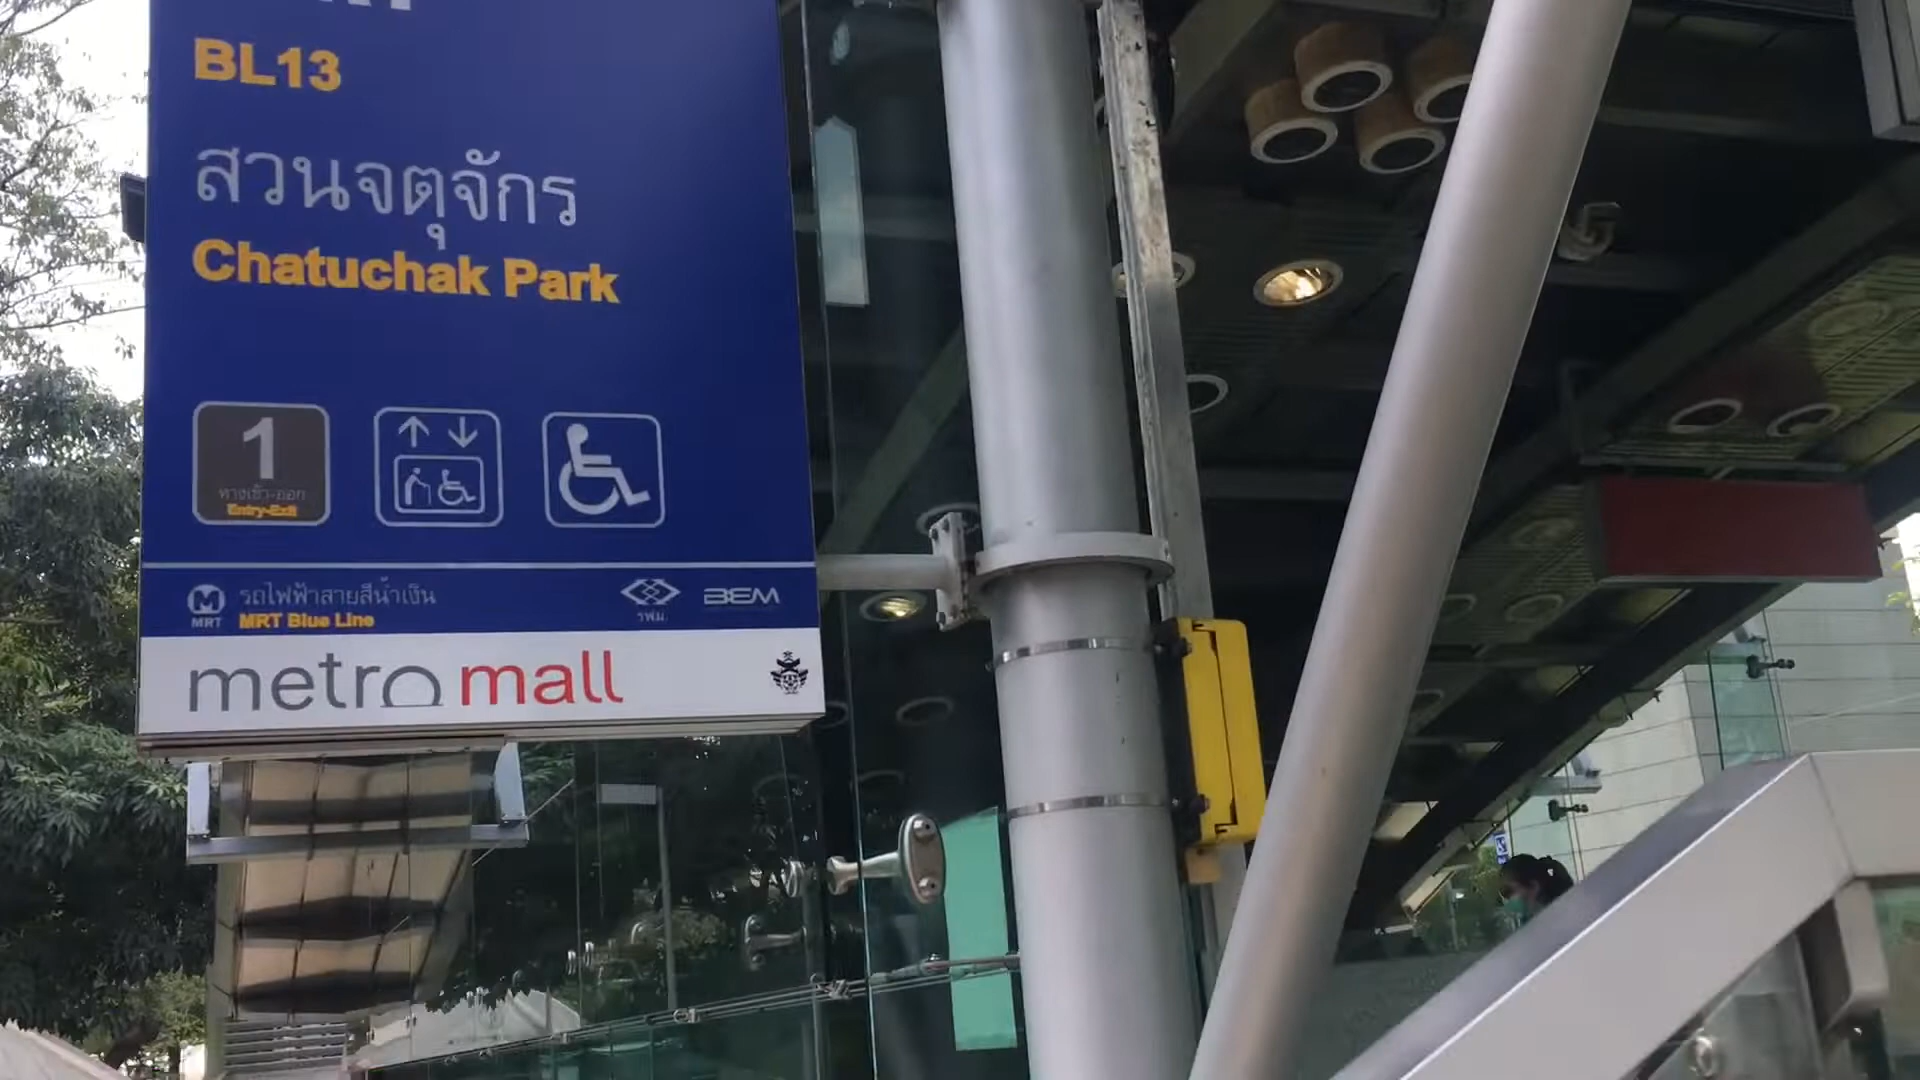 BL13
สวนจตุจักร
Chatuchak Park
1
ทางเข้า-ออก
Entry-Exit
MRT
รถไฟฟ้าสายสีน้ำเงิน
MRT Blue Line
รฟม.
BEM
metro mall